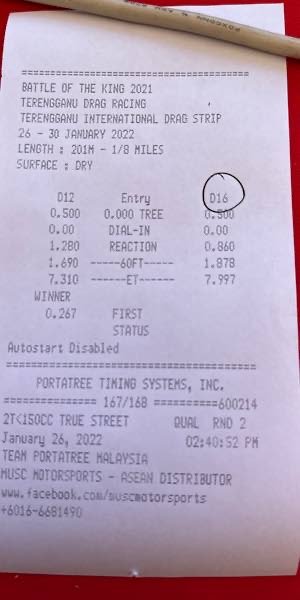 =====================================
BATTLE OF THE KING 2021
TERENGGANU DRAG RACING
TERENGGANU INTERNATIONAL DRAG STRIP
26 - 30 JANUARY 2022
LENGTH : 201M - 1/8 MILES
SURFACE : DRY
D12 Entry D16
0.500 0.000 TREE 0.500
0.00 DIAL-IN 0.00
1.280 REACTION 0.860
1.690 -----60FT----- 1.878
7.310 ------ET------ 7.997
WINNER
0.267 FIRST
STATUS
Autostart Disabled
=====================================
PORTATREE TIMING SYSTEMS, INC.
=============== 167/168 ==========600214
2T<150CC TRUE STREET QUAL RND 2
January 26, 2022 02:40:52 PM
TEAM PORTATREE MALAYSIA
MUSC MOTORSPORTS - ASEAN DISTRIBUTOR
www.facebook.com/muscmotorsports
+6016-6681490